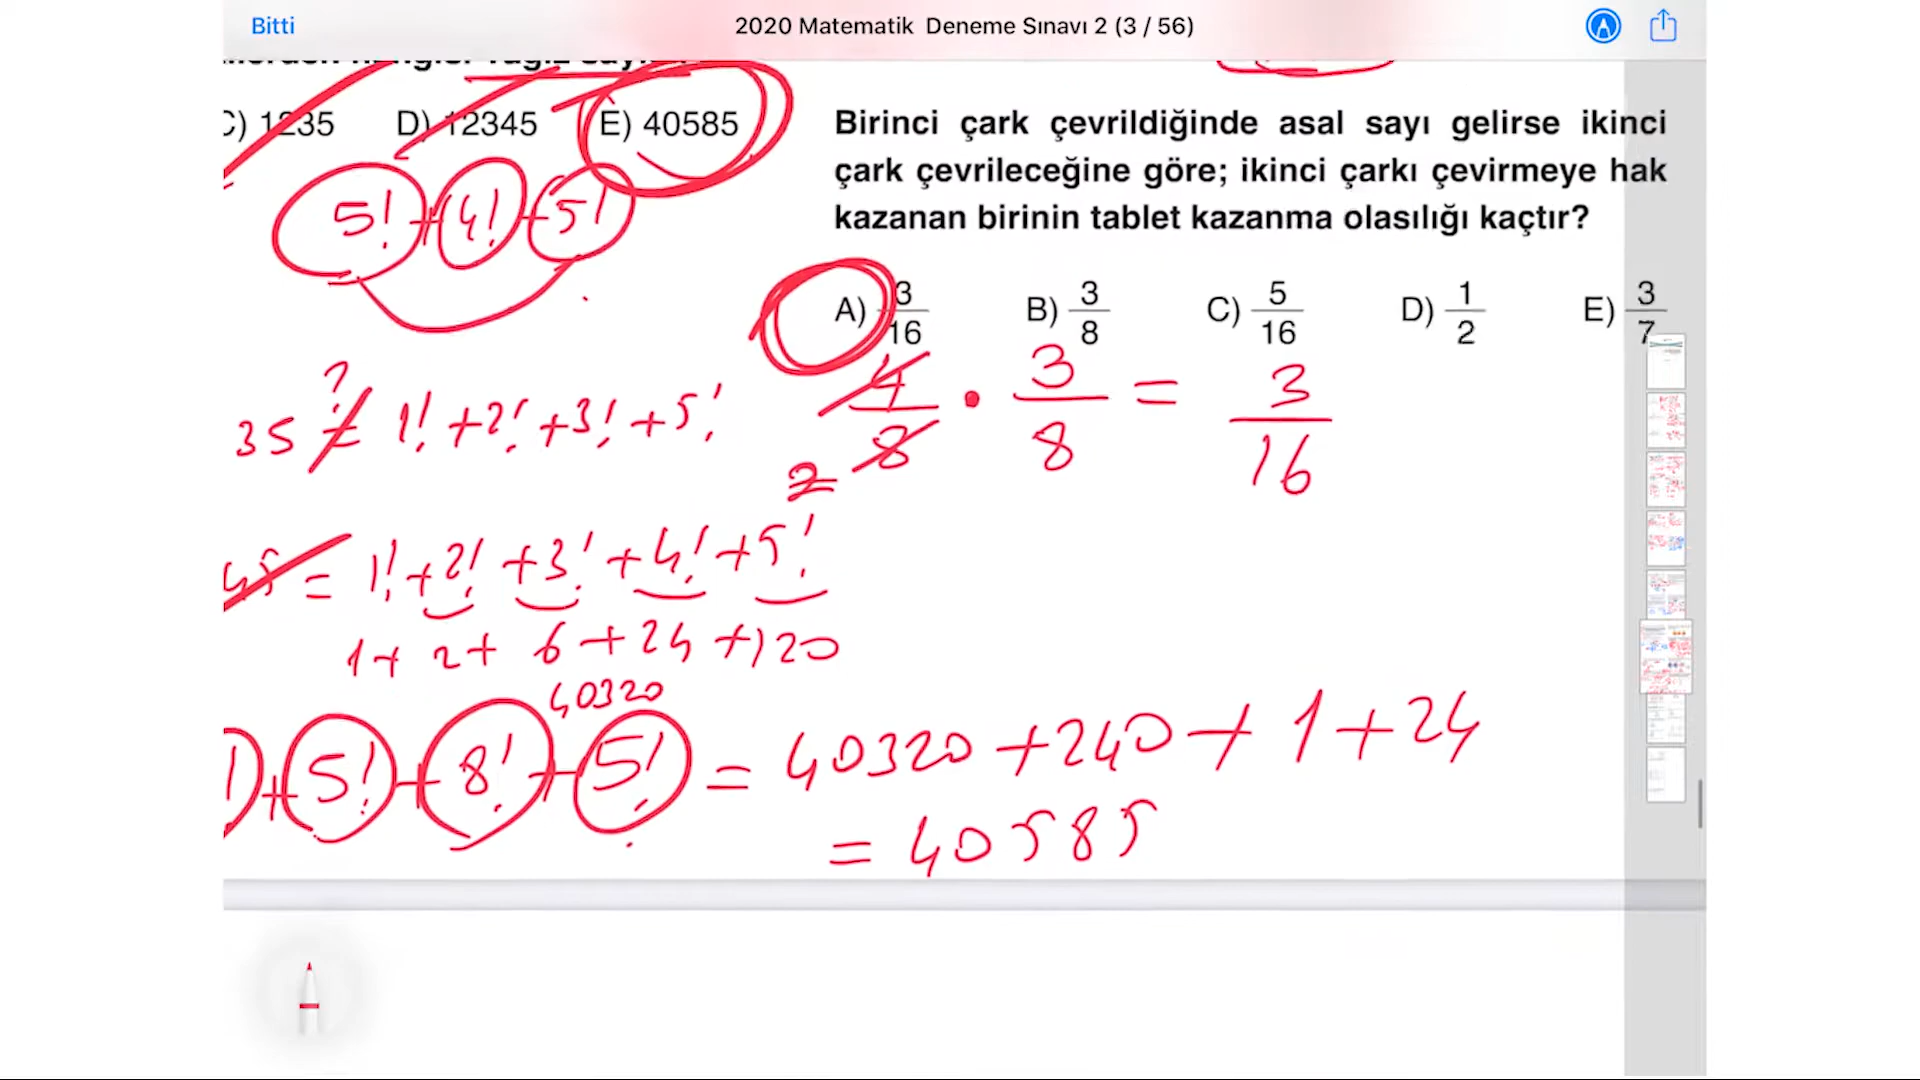 Bitti
2020 Matematik Deneme Sınavı 2 (3 / 56)
C) 1235 D) 12345 E) 40585
5! + 4! + 5!
?
35 ≠ 1! + 2! + 3! + 5!
45 = 1! + 2! + 3! + 4! + 5!
1 + 2 + 6 + 24 + 120
40320
! + 5! + 8! + 5! = 40320 + 240 + 1 + 24
= 40585
Birinci çark çevrildiğinde asal sayı gelirse ikinci
çark çevrileceğine göre; ikinci çarkı çevirmeye hak
kazanan birinin tablet kazanma olasılığı kaçtır?
A) 3/16 B) 3/8 C) 5/16 D) 1/2 E) 3/7
4/8 · 3/8 = 3/16
2